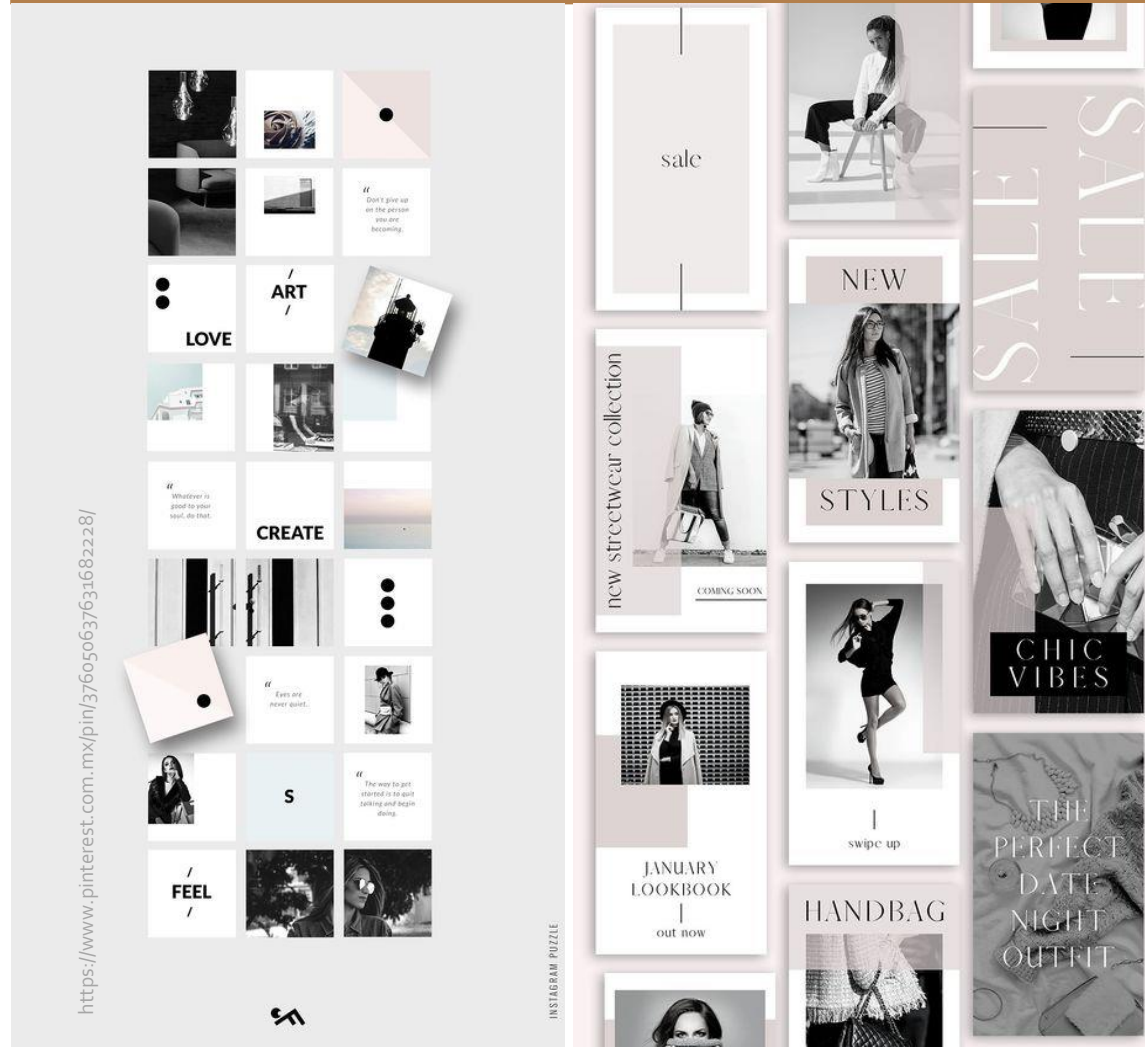 https://www.pinterest.com.mx/pin/376050637631682228/
“
Don't give up
on the person
you are
becoming.
LOVE
/
ART
/
“
Whatever is
good to your
soul, do that.
CREATE
“
Eyes are
never quiet.
S
“
The way to get
started is to quit
talking and begin
doing.
/
FEEL
/
INSTAGRAM PUZZLE
sale
new streetwear collection
COMING SOON
JANUARY
LOOKBOOK
out now
NEW
STYLES
swipe up
HANDBAG
SALE
SALE
CHIC
VIBES
THE
PERFECT
DATE
NIGHT
OUTFIT